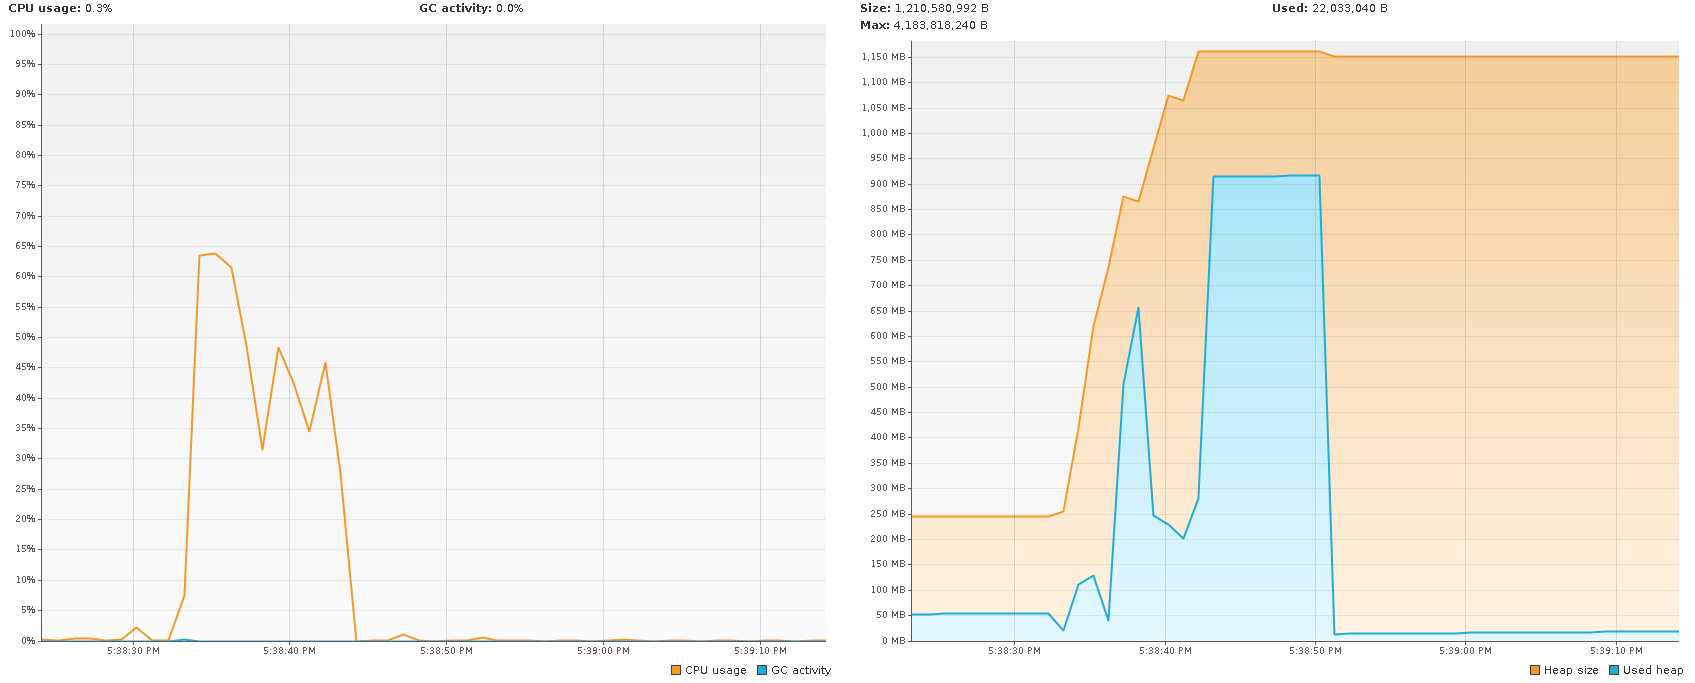 CPU usage: 0.3%
GC activity: 0.0%
100%
95%
90%
85%
80%
75%
70%
65%
60%
55%
50%
45%
40%
35%
30%
25%
20%
15%
10%
5%
0%
5:38:30 PM
5:38:40 PM
5:38:50 PM
5:39:00 PM
5:39:10 PM
CPU usage
GC activity
Size: 1,210,580,992 B
Used: 22,033,040 B
Max: 4,183,818,240 B
1,150 MB
1,100 MB
1,050 MB
1,000 MB
950 MB
900 MB
850 MB
800 MB
750 MB
700 MB
650 MB
600 MB
550 MB
500 MB
450 MB
400 MB
350 MB
300 MB
250 MB
200 MB
150 MB
100 MB
50 MB
0 MB
5:38:30 PM
5:38:40 PM
5:38:50 PM
5:39:00 PM
5:39:10 PM
Heap size
Used heap